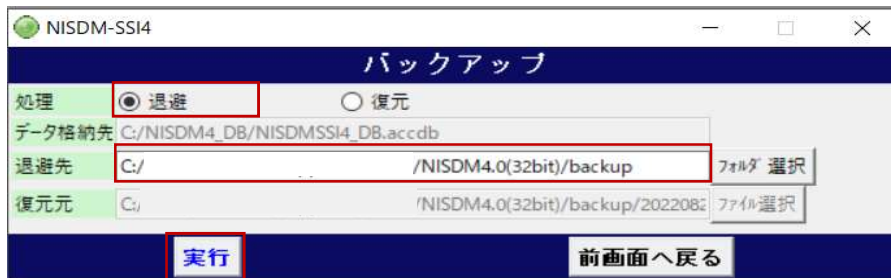 NISDM-SSI4
バックアップ
処理 退避 復元
データ格納先 C:/NISDM4_DB/NISDMSSI4_DB.accdb
退避先 C:/ /NISDM4.0(32bit)/backup フォルダ 選択
復元元 C:/ /NISDM4.0(32bit)/backup/2022082 ファイル選択
実行 前画面へ戻る